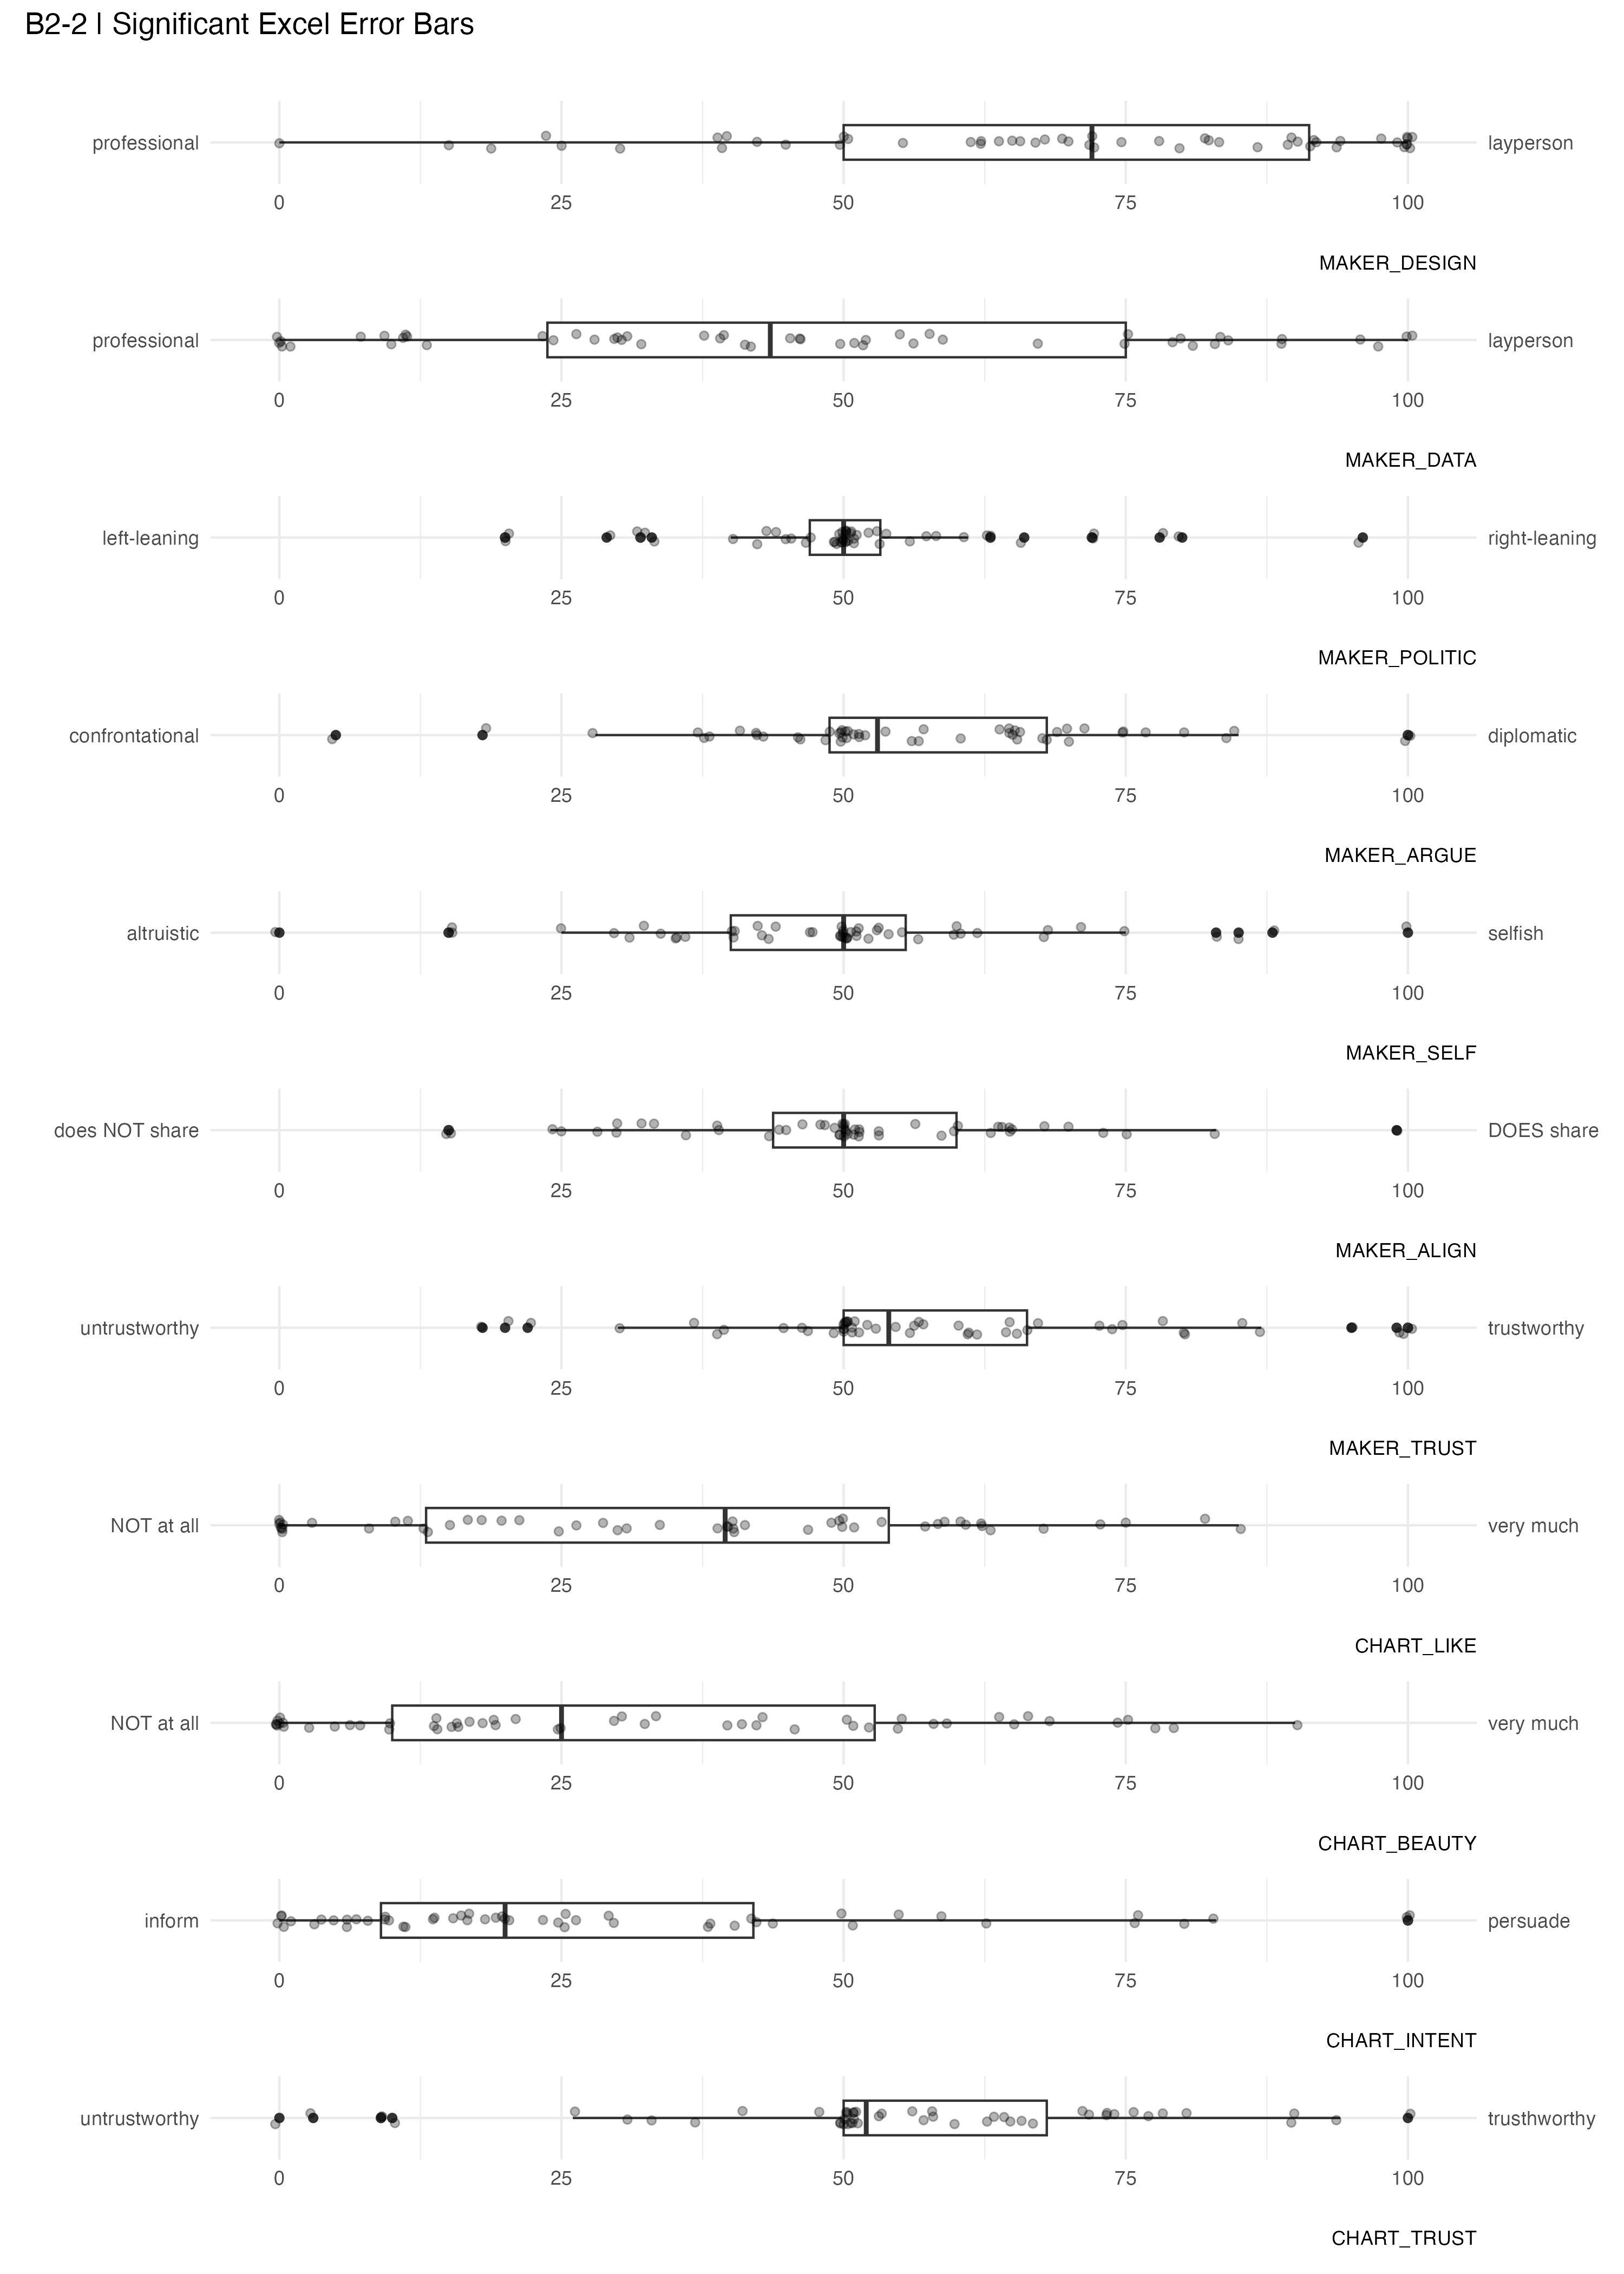 B2-2 | Significant Excel Error Bars
professional layperson
0 25 50 75 100
MAKER_DESIGN
professional layperson
0 25 50 75 100
MAKER_DATA
left-leaning right-leaning
0 25 50 75 100
MAKER_POLITIC
confrontational diplomatic
0 25 50 75 100
MAKER_ARGUE
altruistic selfish
0 25 50 75 100
MAKER_SELF
does NOT share DOES share
0 25 50 75 100
MAKER_ALIGN
untrustworthy trustworthy
0 25 50 75 100
MAKER_TRUST
NOT at all very much
0 25 50 75 100
CHART_LIKE
NOT at all very much
0 25 50 75 100
CHART_BEAUTY
inform persuade
0 25 50 75 100
CHART_INTENT
untrustworthy trusthworthy
0 25 50 75 100
CHART_TRUST